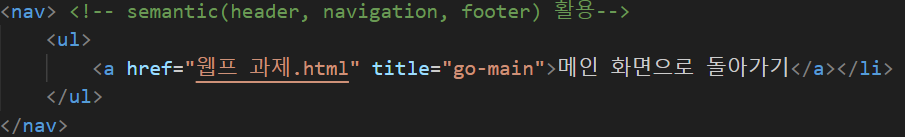 <nav> <!-- semantic(header, navigation, footer) 활용-->
<ul>
<a href="웹프 과제.html" title="go-main">메인 화면으로 돌아가기</a></li>
</ul>
</nav>